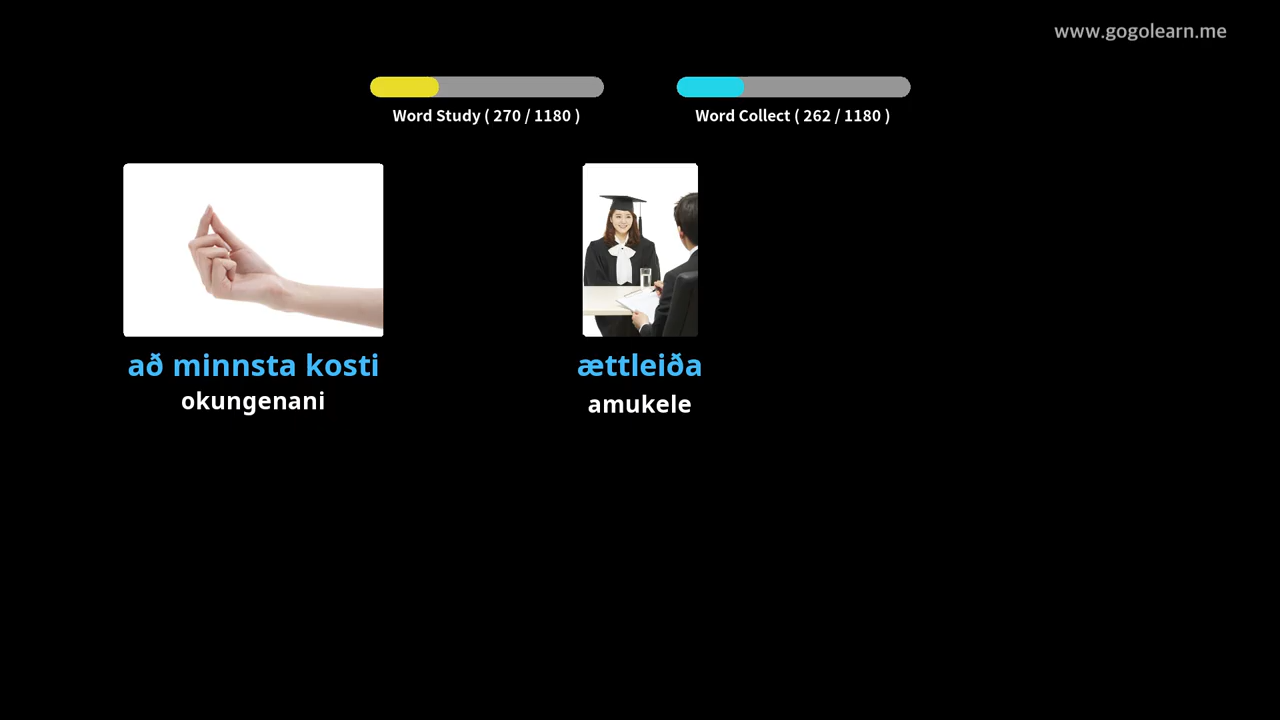 www.gogolearn.me
Word Study ( 270 / 1180 )
Word Collect ( 262 / 1180 )
að minnsta kosti
okungenani
ættleiða
amukele